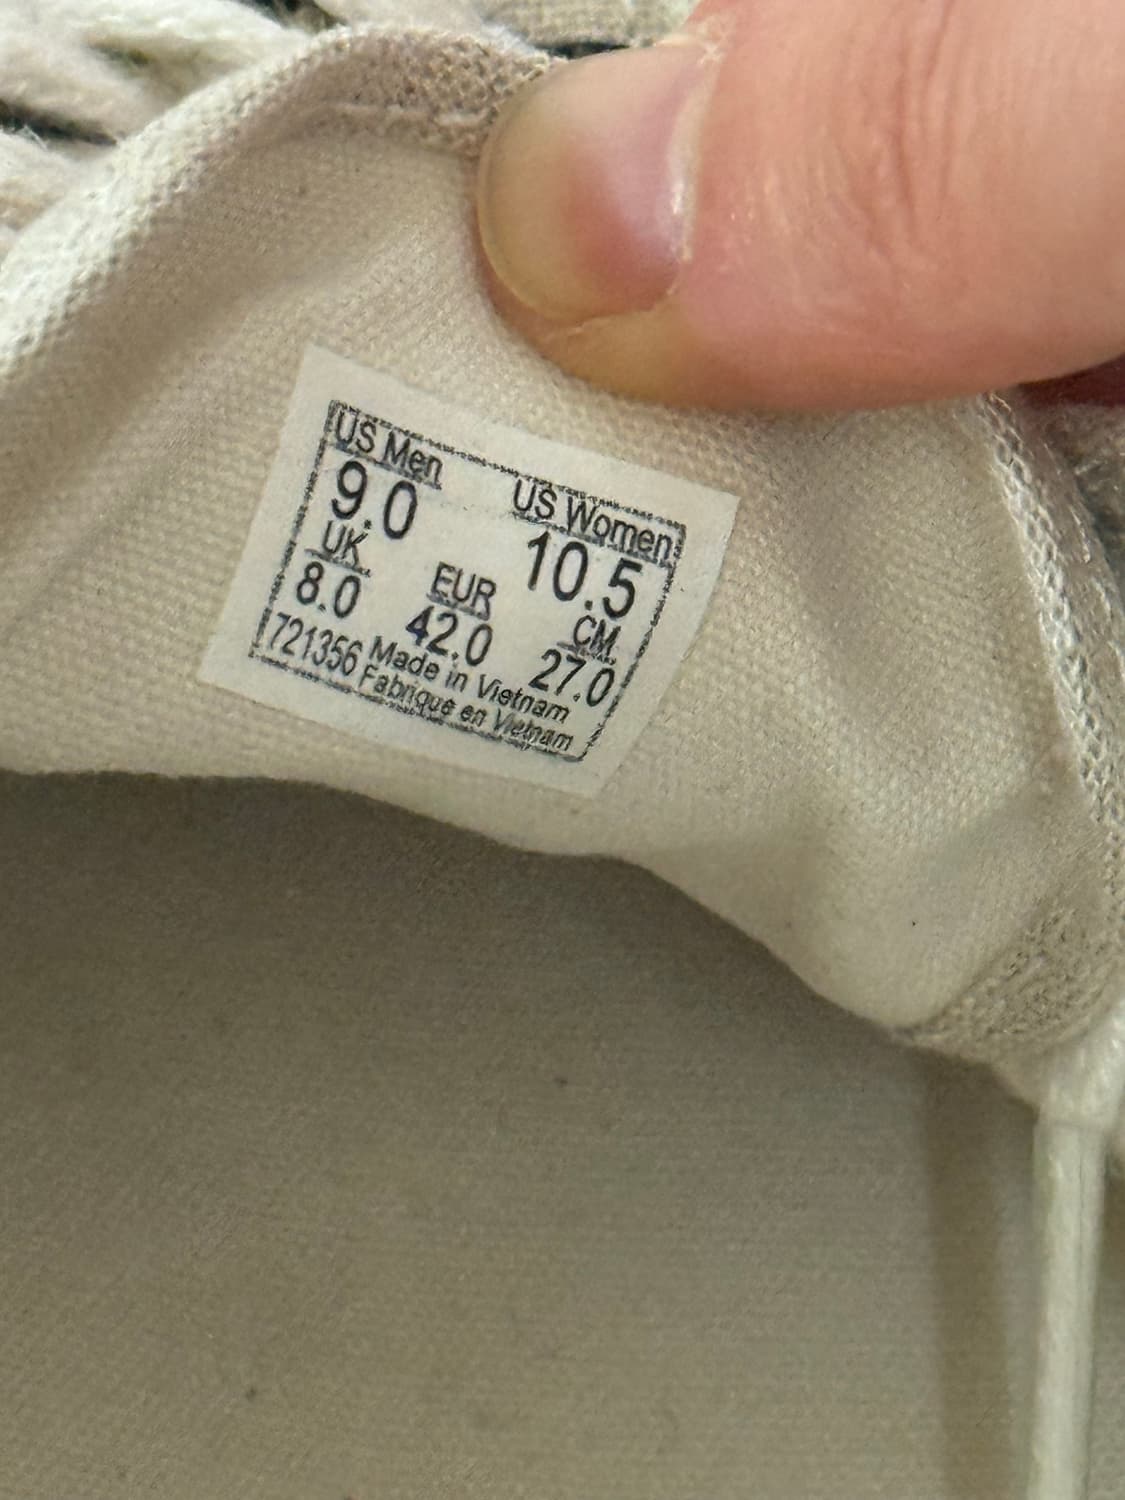 US Men US Women
9.0 10.5
UK EUR CM
8.0 42.0 27.0
721356 Made in Vietnam
Fabriqué en Vietnam